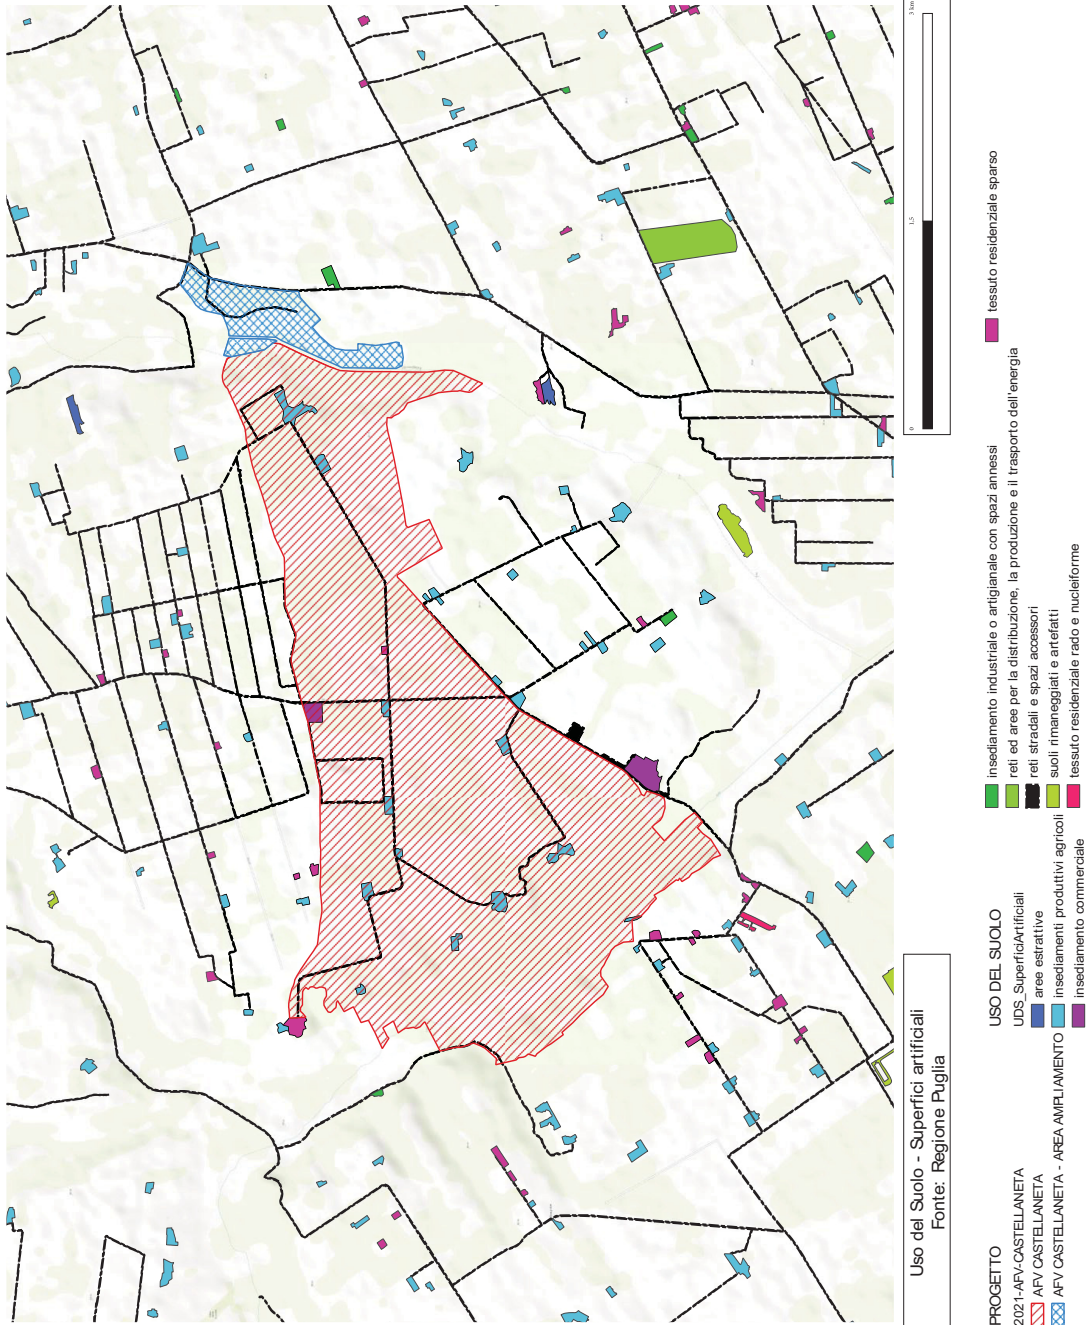 Uso del Suolo - Superfici artificiali
Fonte: Regione Puglia
0
1.5
3 km
PROGETTO
2021-AFV-CASTELLANETA
AFV CASTELLANETA
AFV CASTELLANETA - AREA AMPLIAMENTO
USO DEL SUOLO
UDS_SuperficiArtificiali
aree estrattive
insediamenti produttivi agricoli
insediamento commerciale
insediamento industriale o artigianale con spazi annessi
reti ed aree per la distribuzione, la produzione e il trasporto dell'energia
reti stradali e spazi accessori
suoli rimaneggiati e artefatti
tessuto residenziale rado e nucleiforme
tessuto residenziale sparso